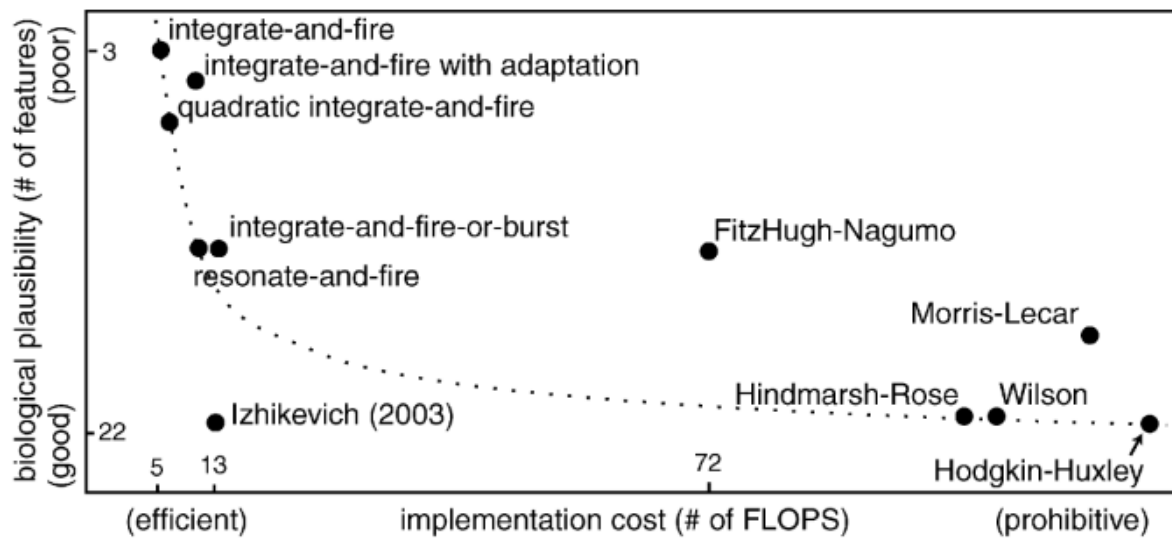 biological plausibility (# of features)
(poor)
(good)
3
22
integrate-and-fire
integrate-and-fire with adaptation
quadratic integrate-and-fire
integrate-and-fire-or-burst
resonate-and-fire
FitzHugh-Nagumo
Morris-Lecar
Hindmarsh-Rose
Wilson
Izhikevich (2003)
Hodgkin-Huxley
5
13
72
(efficient)
implementation cost (# of FLOPS)
(prohibitive)